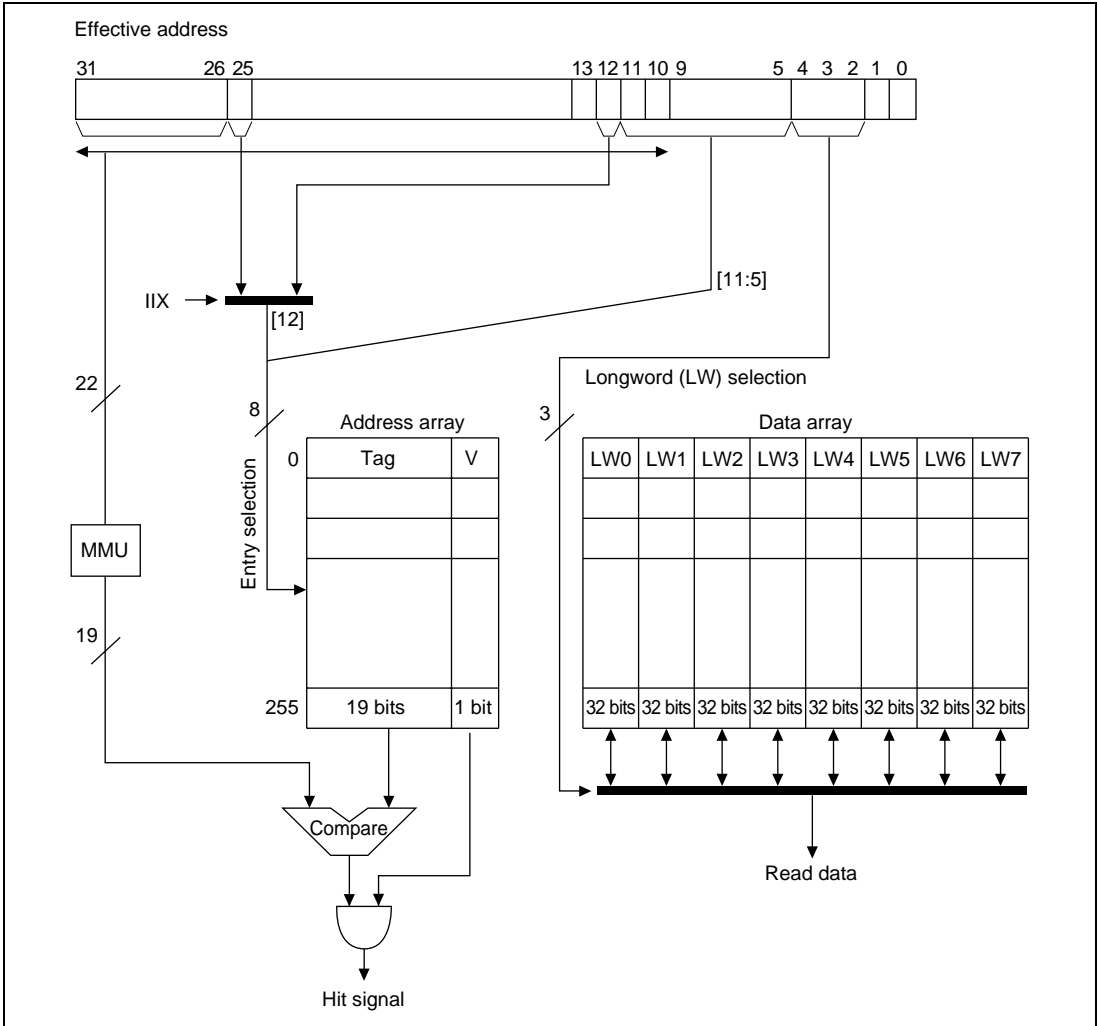 Effective address
31 26 25 13 12 11 10 9 5 4 3 2 1 0
[11:5]
IIX
[12]
22
Longword (LW) selection
8
3
Address array
Data array
Entry selection
0 Tag V
LW0 LW1 LW2 LW3 LW4 LW5 LW6 LW7
MMU
19
255 19 bits 1 bit
32 bits 32 bits 32 bits 32 bits 32 bits 32 bits 32 bits 32 bits
Compare
Read data
Hit signal